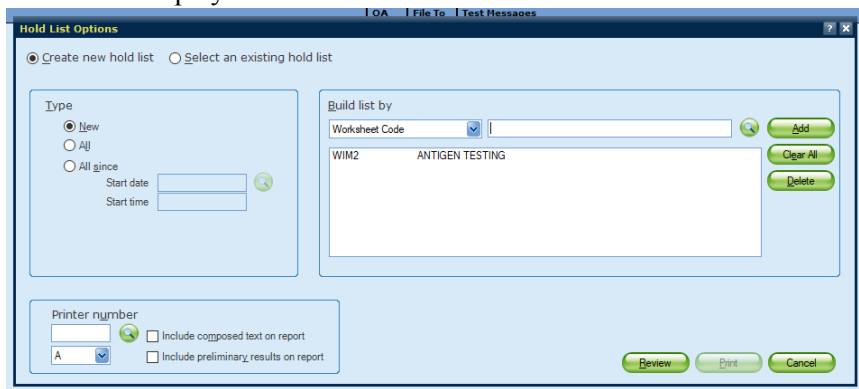 OA File To Test Messages
Hold List Options
Create new hold list Select an existing hold list
Type
New
All
All since
Start date
Start time
Build list by
Worksheet Code
Add
WIM2 ANTIGEN TESTING
Clear All
Delete
Printer number
Include composed text on report
A
Include preliminary results on report
Review Print Cancel